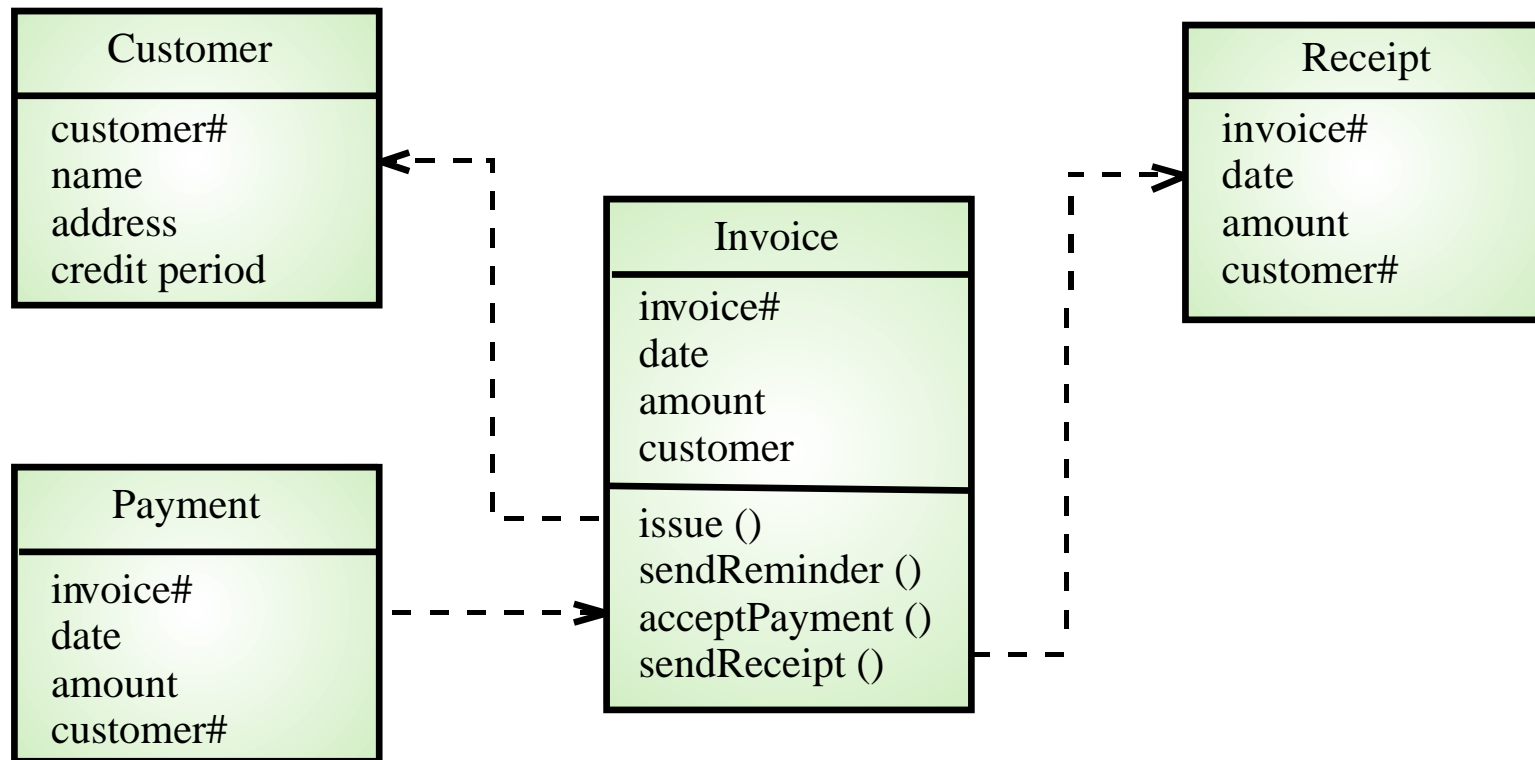 Customer
customer#
name
address
credit period
Payment
invoice#
date
amount
customer#
Invoice
invoice#
date
amount
customer
issue ()
sendReminder ()
acceptPayment ()
sendReceipt ()
Receipt
invoice#
date
amount
customer#